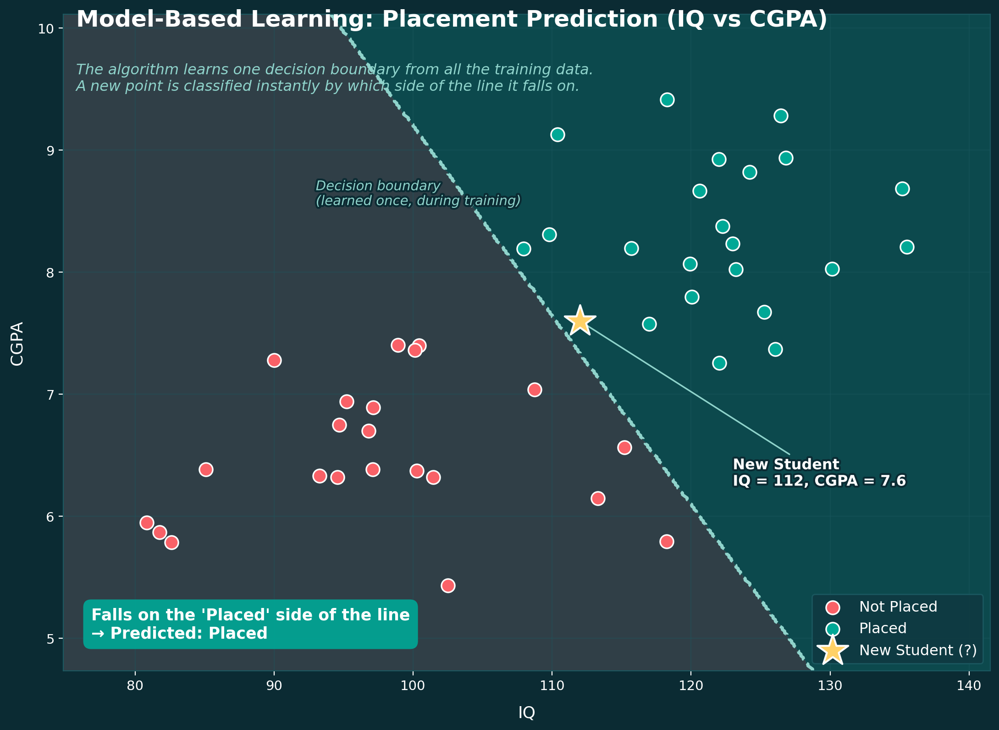 Model-Based Learning: Placement Prediction (IQ vs CGPA)
The algorithm learns one decision boundary from all the training data.
A new point is classified instantly by which side of the line it falls on.
Decision boundary
(learned once, during training)
New Student
IQ = 112, CGPA = 7.6
Falls on the 'Placed' side of the line
→ Predicted: Placed
Not Placed
Placed
New Student (?)
CGPA
10
9
8
7
6
5
80
90
100
110
120
130
140
IQ